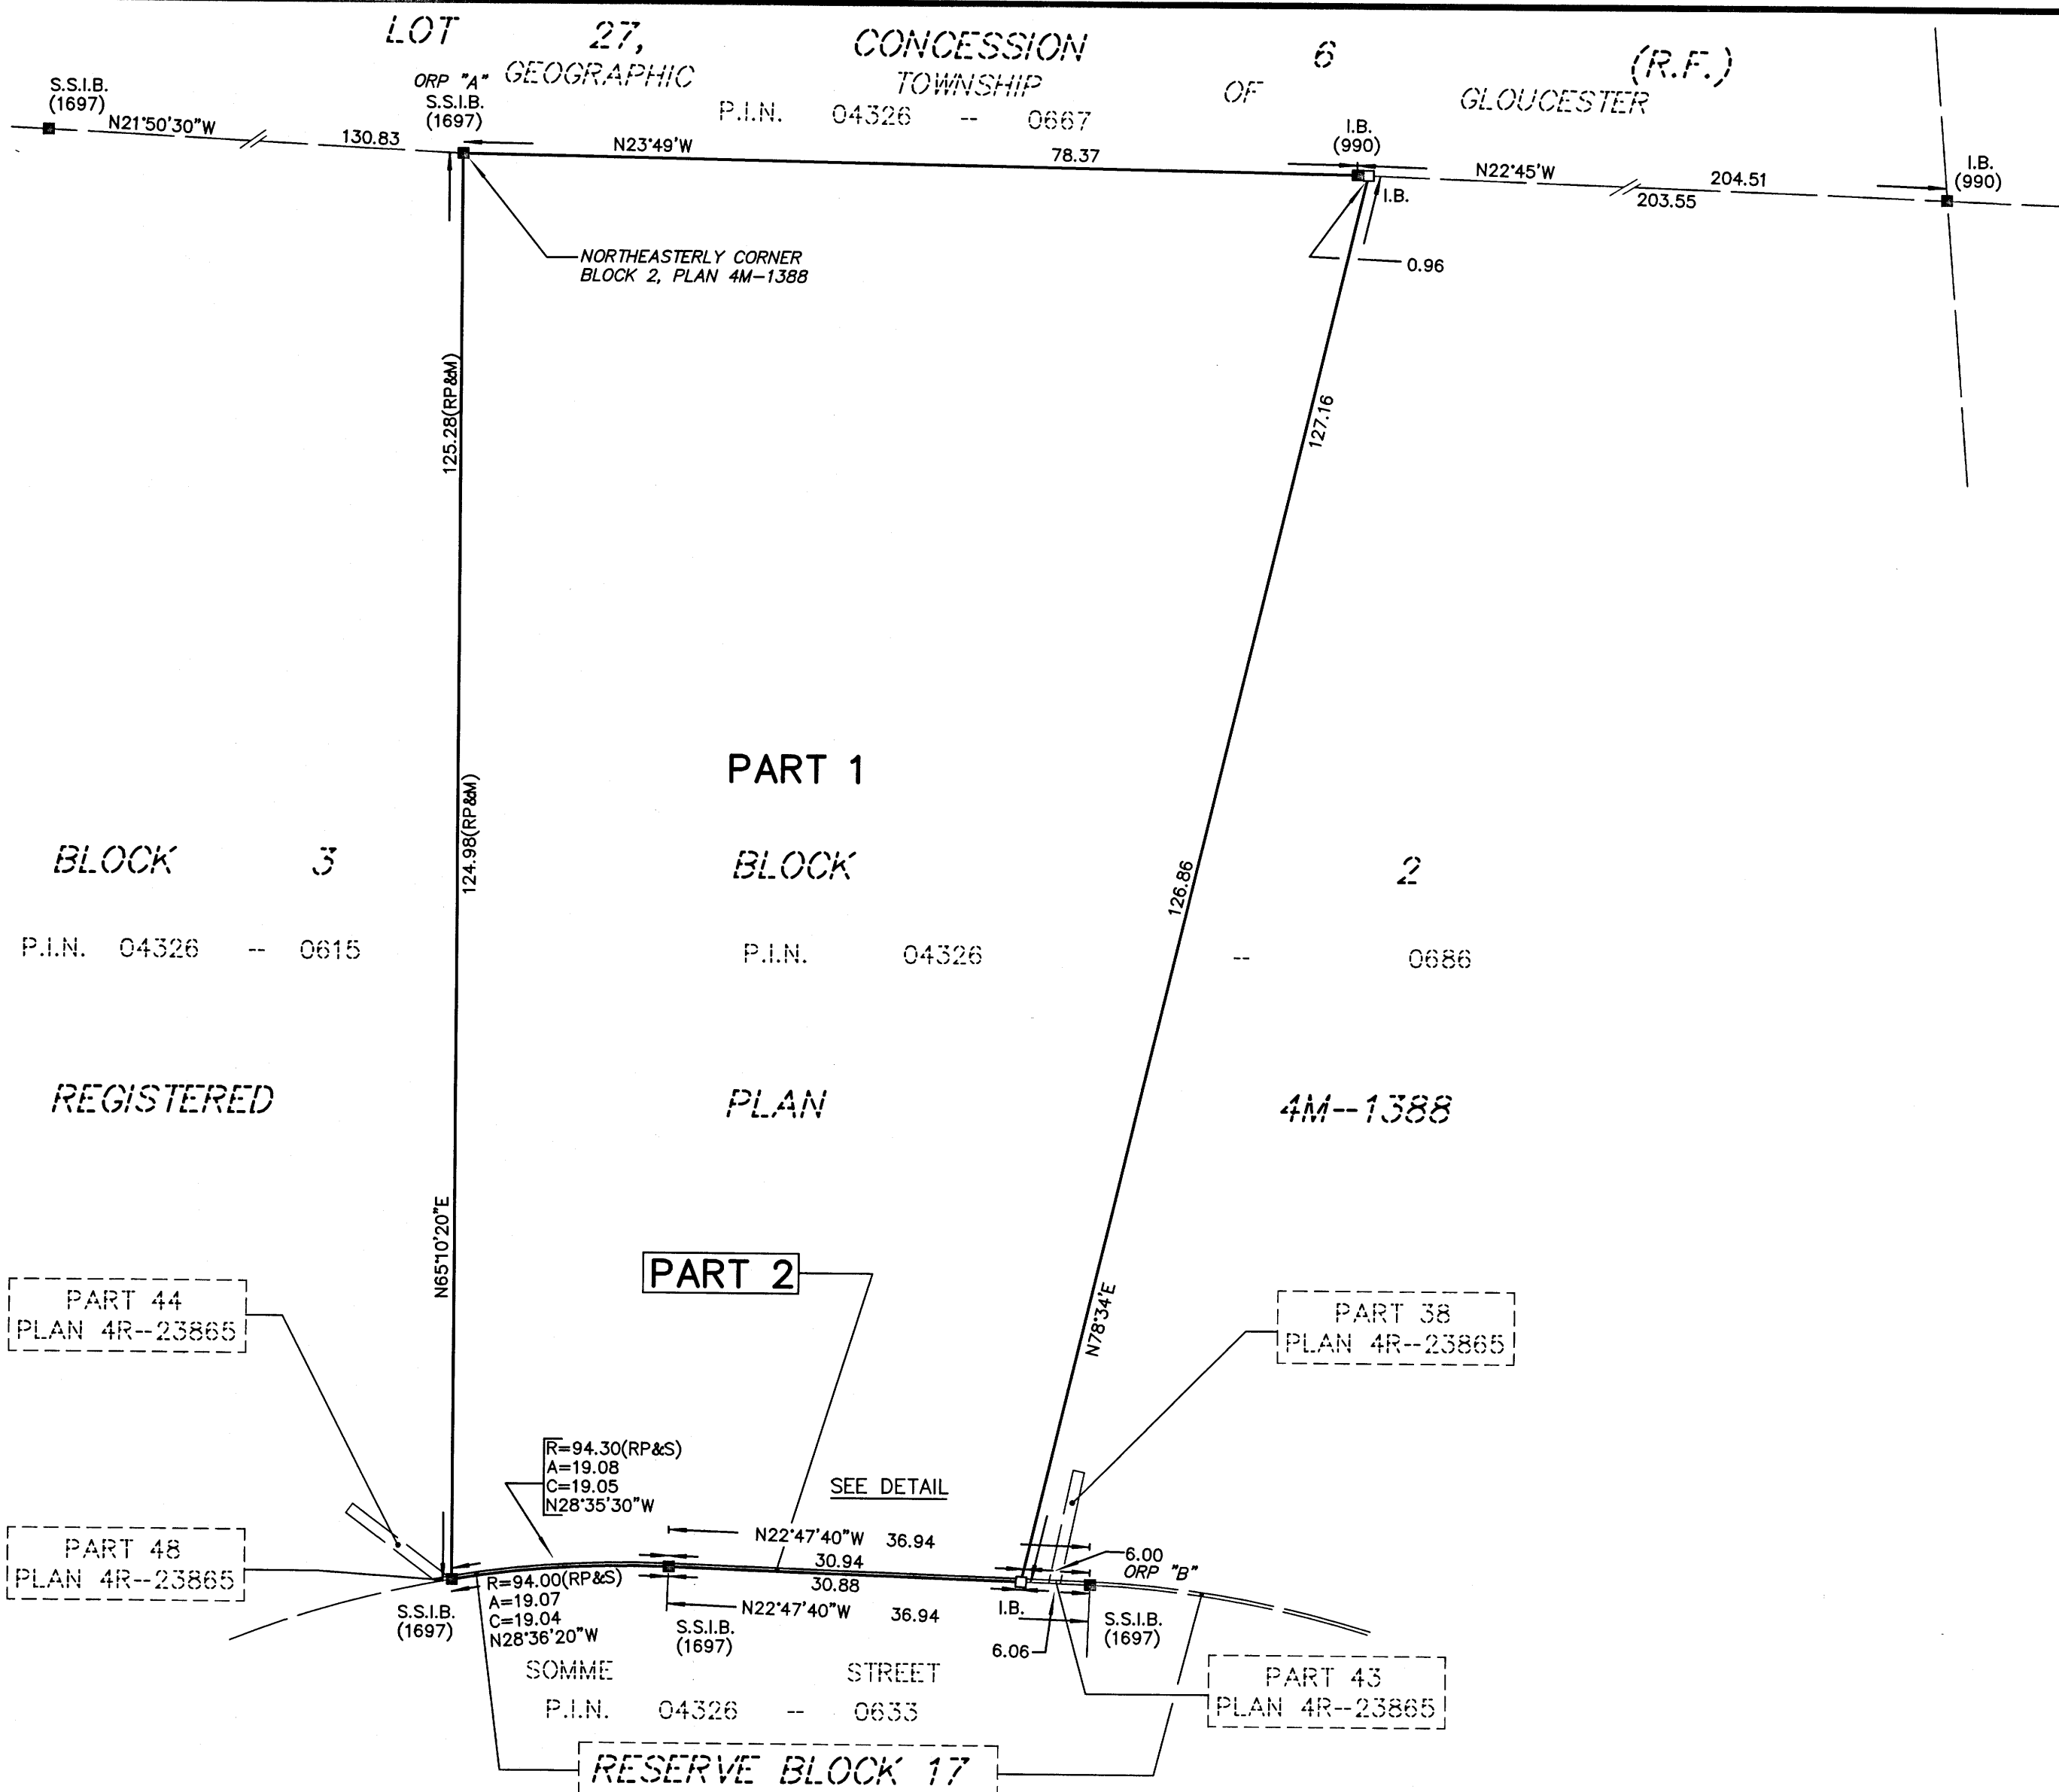 LOT 27, CONCESSION 6 (R.F.)
GEOGRAPHIC TOWNSHIP OF GLOUCESTER
P.I.N. 04326 -- 0667
S.S.I.B.
(1697)
N21°50'30"W
130.83
ORP "A"
S.S.I.B.
(1697)
N23°49'W
78.37
I.B.
(990)
I.B.
N22°45'W
204.51
203.55
I.B.
(990)
0.96
NORTHEASTERLY CORNER
BLOCK 2, PLAN 4M-1388
125.28(RP&M)
127.16
PART 1
124.98(RP&M)
126.86
BLOCK 3
BLOCK 2
P.I.N. 04326 -- 0615
P.I.N. 04326 -- 0686
REGISTERED PLAN 4M--1388
N65°10'20"E
N78°34'E
PART 2
PART 44
PLAN 4R--23865
PART 38
PLAN 4R--23865
R=94.30(RP&S)
A=19.08
C=19.05
N28°35'30"W
SEE DETAIL
N22°47'40"W 36.94
30.94
30.88
N22°47'40"W 36.94
6.00
ORP "B"
PART 48
PLAN 4R--23865
S.S.I.B.
(1697)
R=94.00(RP&S)
A=19.07
C=19.04
N28°36'20"W
S.S.I.B.
(1697)
I.B.
6.06
S.S.I.B.
(1697)
SOMME STREET
P.I.N. 04326 -- 0633
PART 43
PLAN 4R--23865
RESERVE BLOCK 17